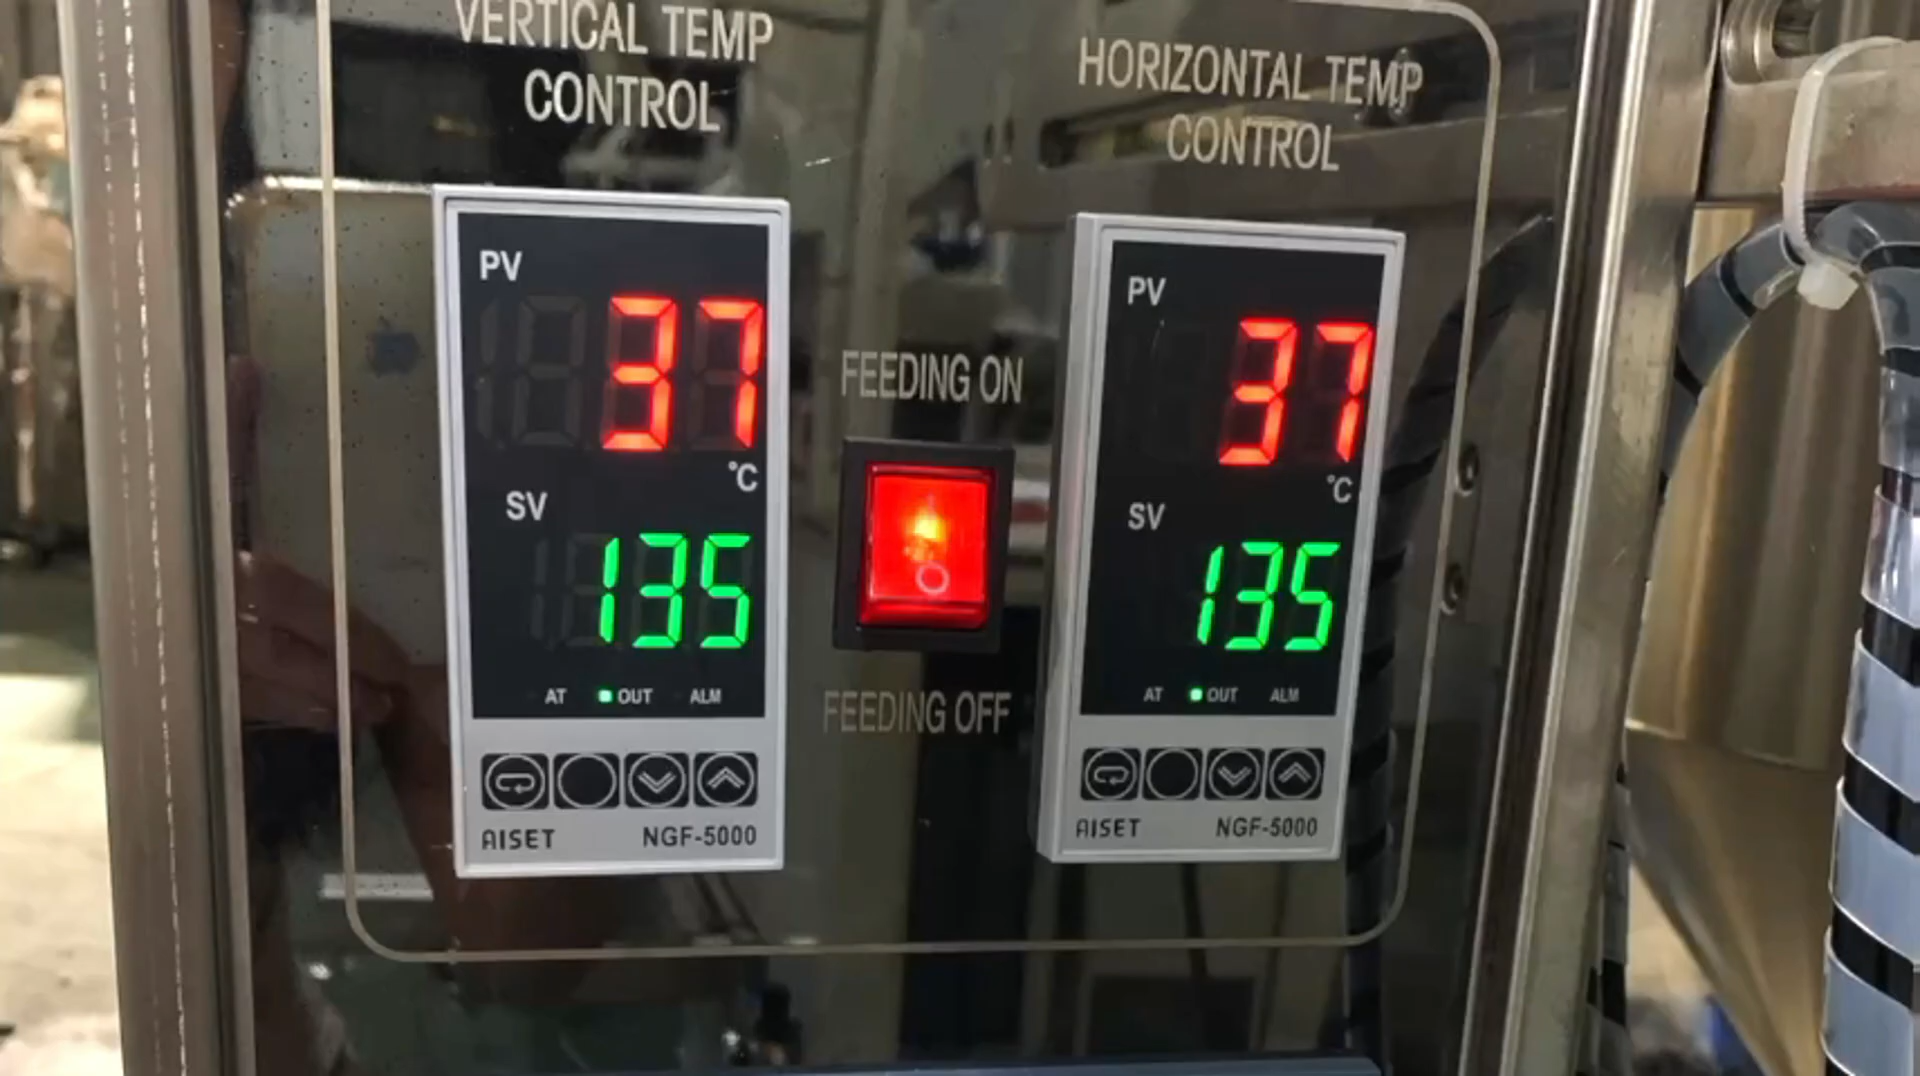 VERTICAL TEMP
CONTROL
PV
37
°C
SV
135
AT OUT ALM
AISET NGF-5000
FEEDING ON
FEEDING OFF
HORIZONTAL TEMP
CONTROL
PV
37
°C
SV
135
AT OUT ALM
AISET NGF-5000